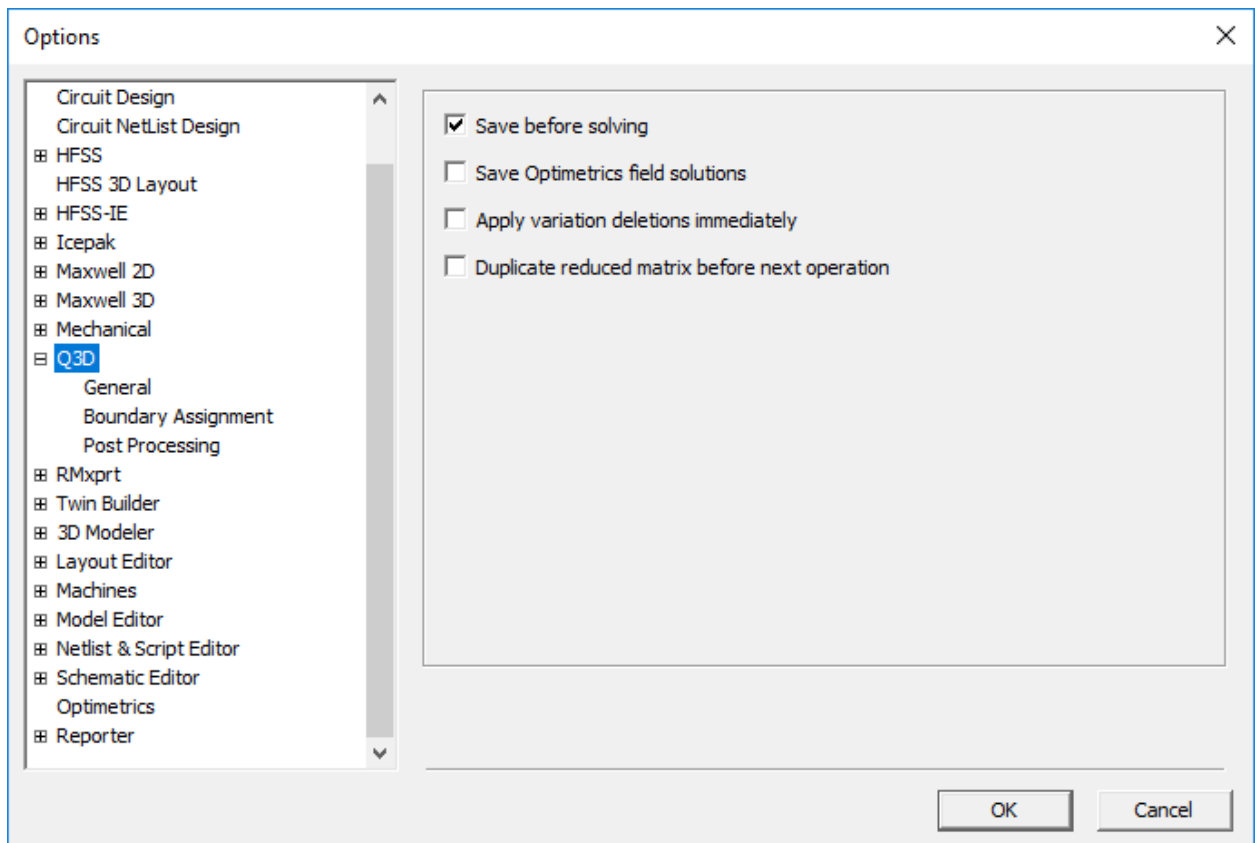 Options
Circuit Design
Circuit NetList Design
HFSS
HFSS 3D Layout
HFSS-IE
Icepak
Maxwell 2D
Maxwell 3D
Mechanical
Q3D
General
Boundary Assignment
Post Processing
RMxprt
Twin Builder
3D Modeler
Layout Editor
Machines
Model Editor
Netlist & Script Editor
Schematic Editor
Optimetrics
Reporter
Save before solving
Save Optimetrics field solutions
Apply variation deletions immediately
Duplicate reduced matrix before next operation
OK
Cancel